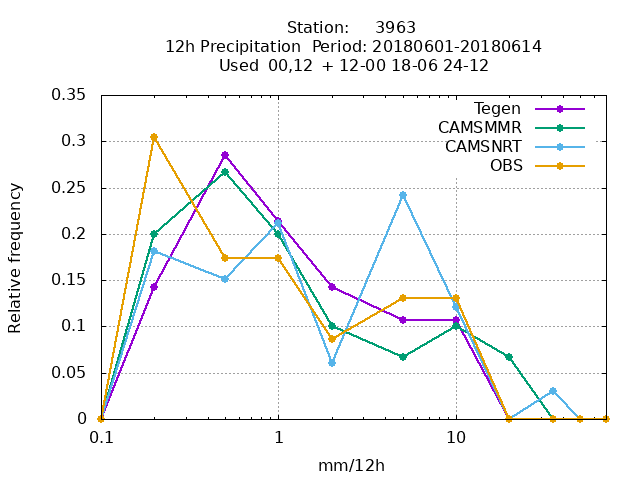 Station: 3963
12h Precipitation Period: 20180601-20180614
Used 00,12 + 12-00 18-06 24-12
0.35
0.3
0.25
0.2
0.15
0.1
0.05
0
0.1 1 10
Relative frequency
mm/12h
Tegen
CAMSMMR
CAMSNRT
OBS